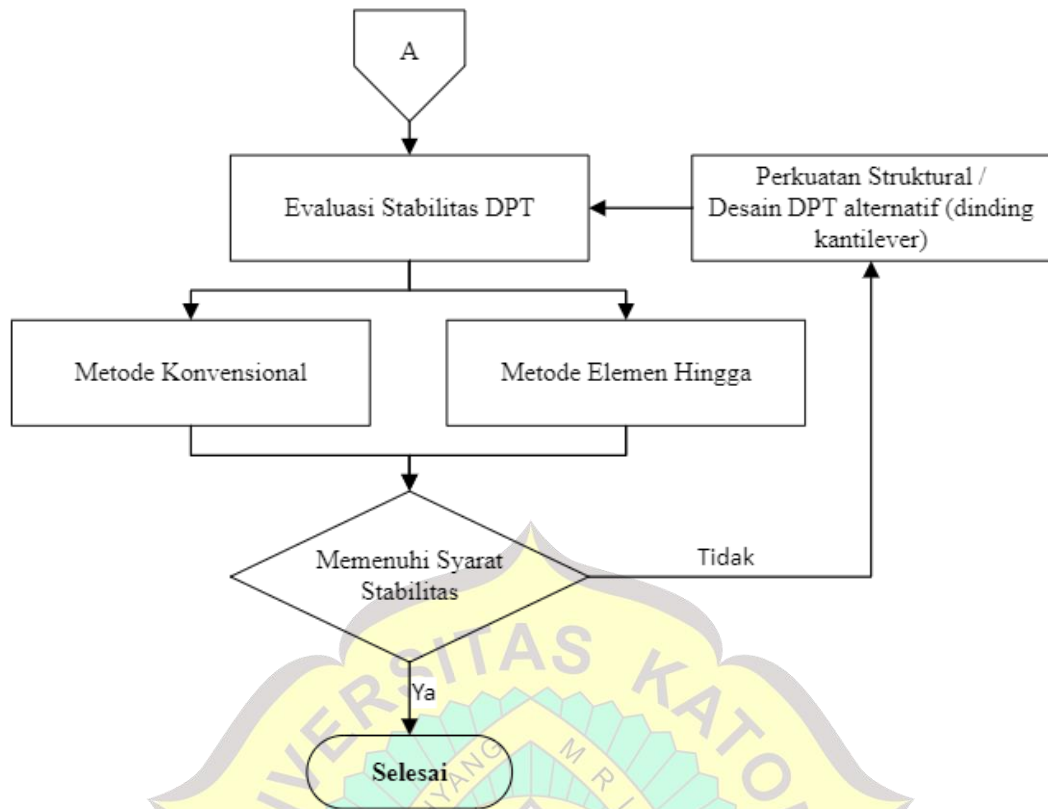 A
Evaluasi Stabilitas DPT
Perkuatan Struktural /
Desain DPT alternatif (dinding
kantilever)
Metode Konvensional
Metode Elemen Hingga
Memenuhi Syarat
Stabilitas
Tidak
Ya
Selesai